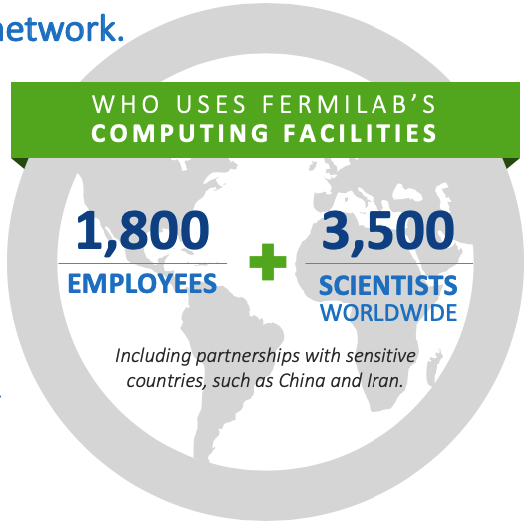 network.
WHO USES FERMILAB'S
COMPUTING FACILITIES
1,800 + 3,500
EMPLOYEES SCIENTISTS
WORLDWIDE
Including partnerships with sensitive
countries, such as China and Iran.